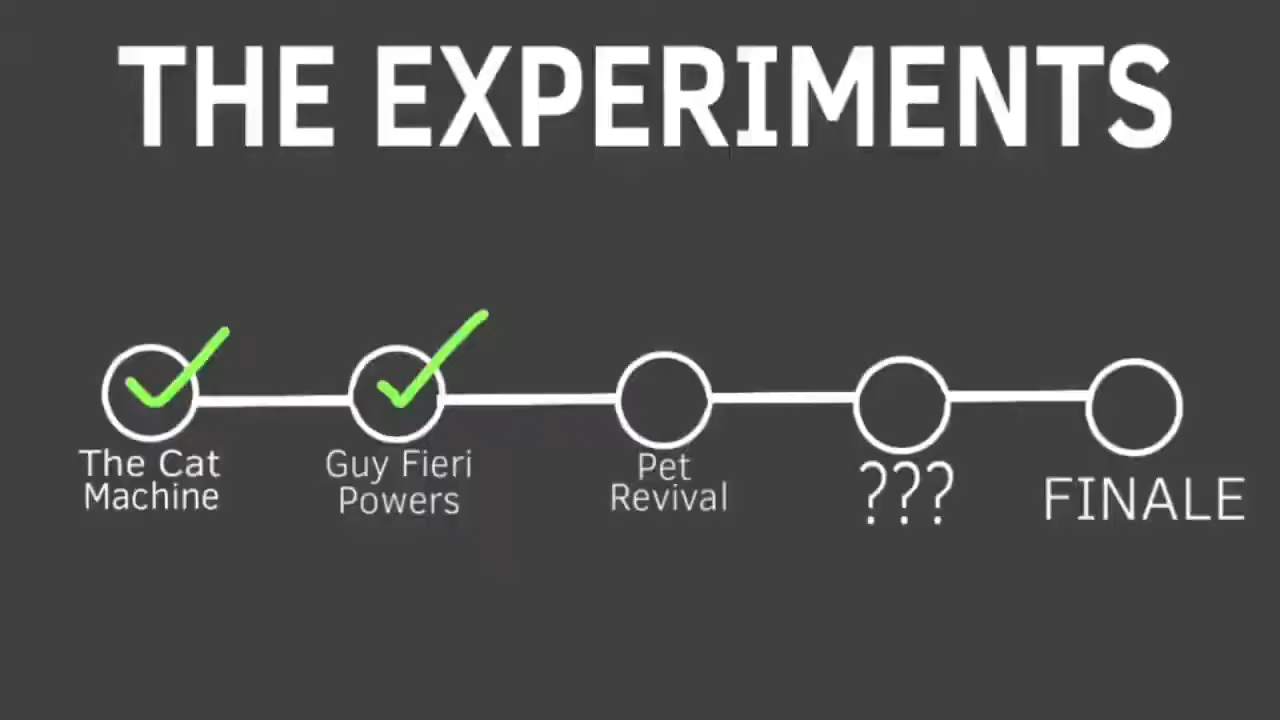 THE EXPERIMENTS
The Cat
Machine
Guy Fieri
Powers
Pet
Revival
???
FINALE